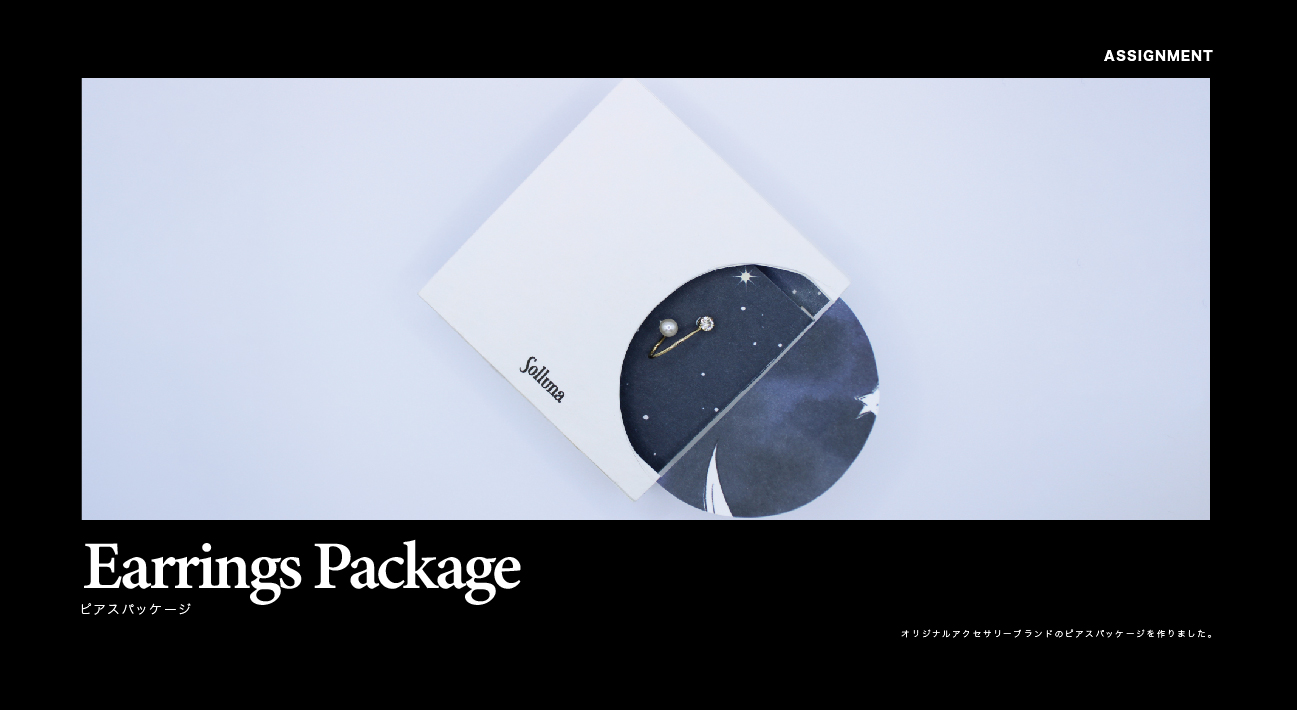 ASSIGNMENT
Solluna
Earrings Package
ピアスパッケージ
オリジナルアクセサリーブランドのピアスパッケージを作りました。